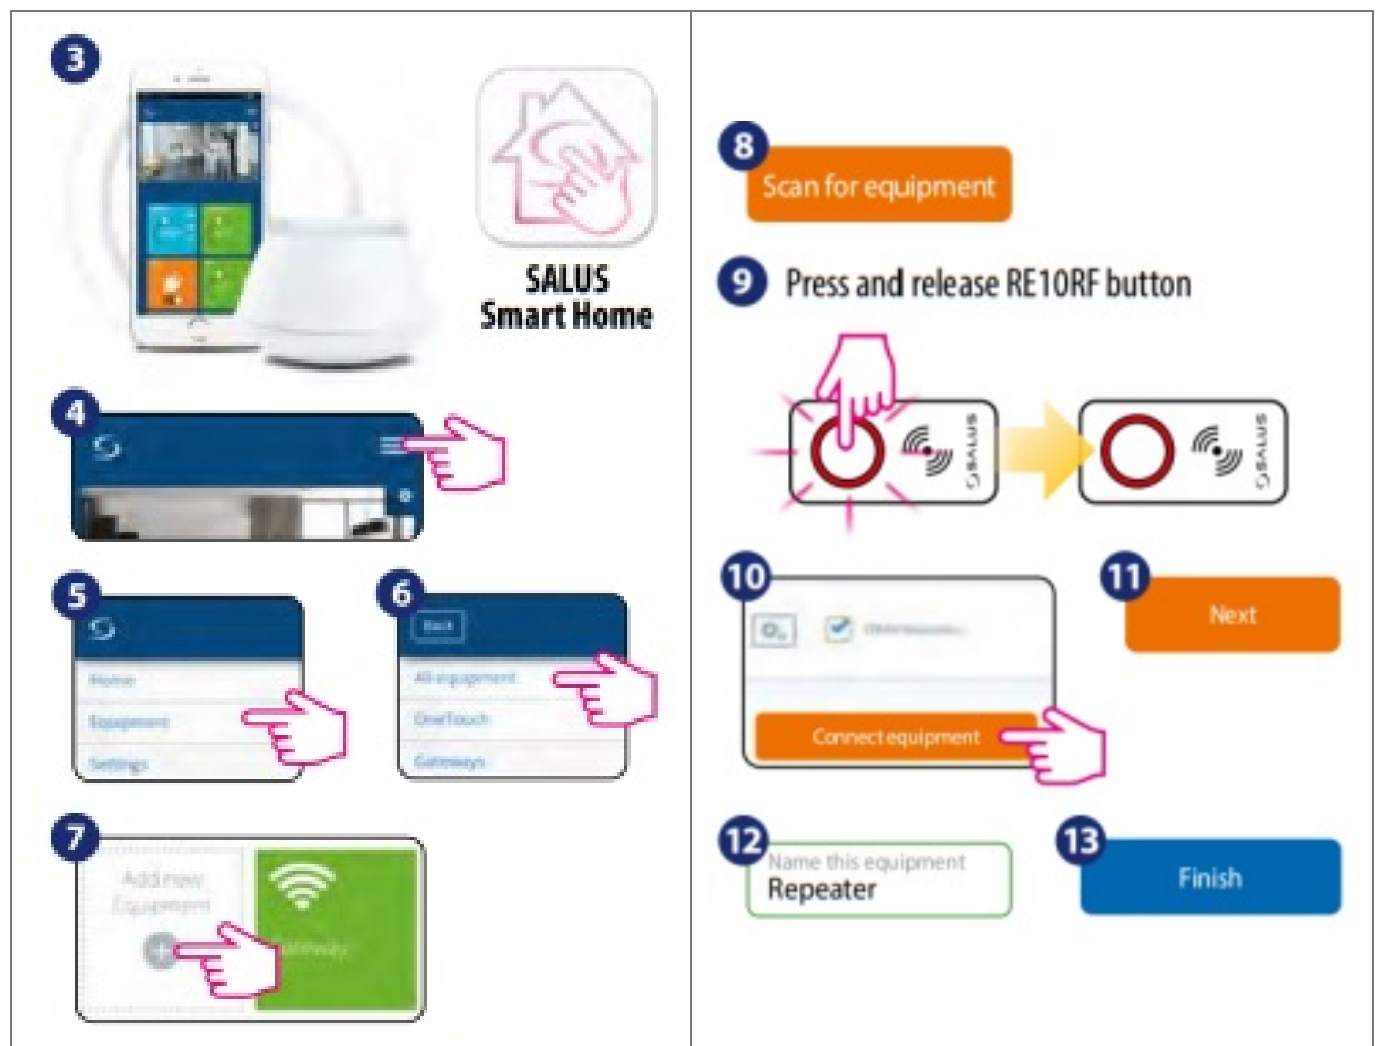 3
SALUS
Smart Home
4
5
Home
Equipment
Settings
6
Back
All equipment
OneTouch
Gateways
7
Add new
Equipment
Gateway
8
Scan for equipment
9 Press and release RE10RF button
SALUS
SALUS
10
Connect equipment
11
Next
12
Name this equipment
Repeater
13
Finish